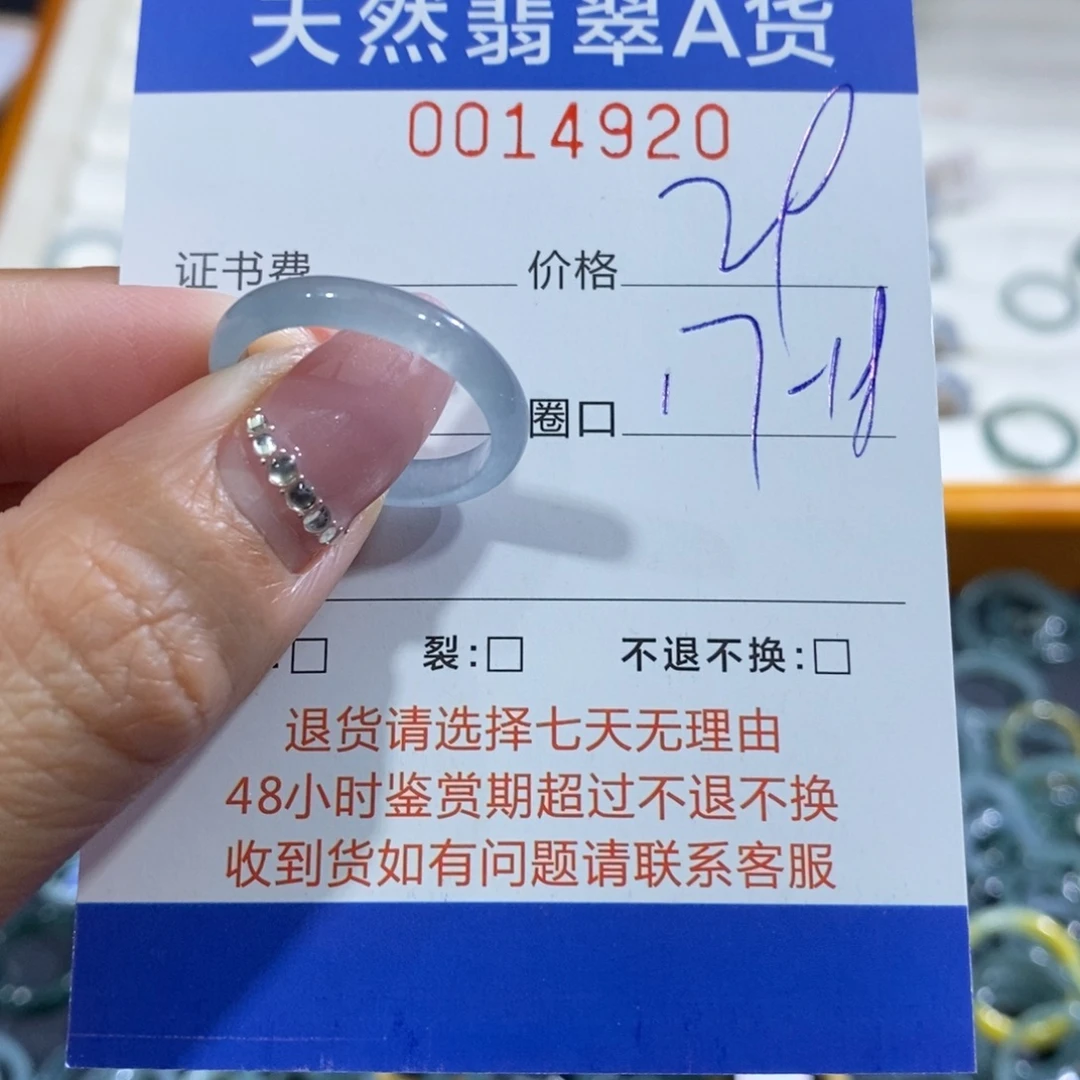 天然翡翠A货
0014920
证书费 价格
圈口 17-18
裂:□ 不退不换:□
退货请选择七天无理由
48小时鉴赏期超过不退不换
收到货如有问题请联系客服